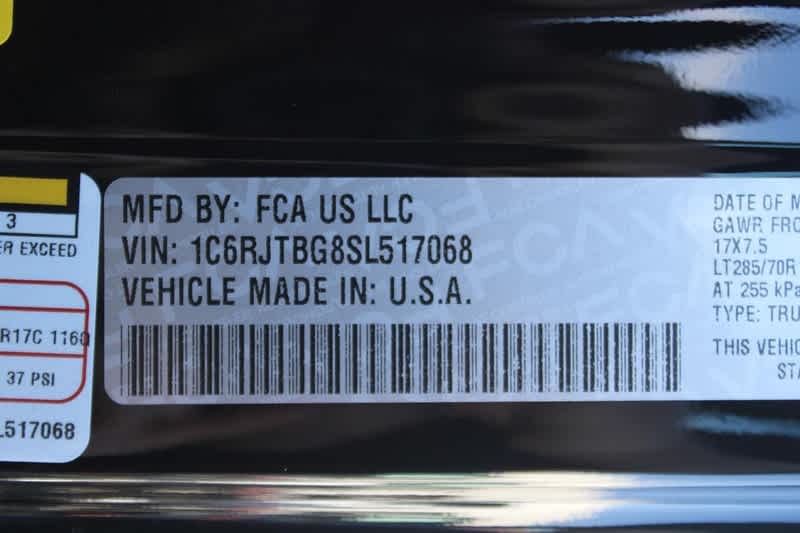 3
ER EXCEED
R17C 1160
37 PSI
L517068
MFD BY: FCA US LLC
VIN: 1C6RJTBG8SL517068
VEHICLE MADE IN: U.S.A.
DATE OF M
GAWR FRO
17X7.5
LT285/70R
AT 255 kPa
TYPE: TRU
THIS VEHIC
STA